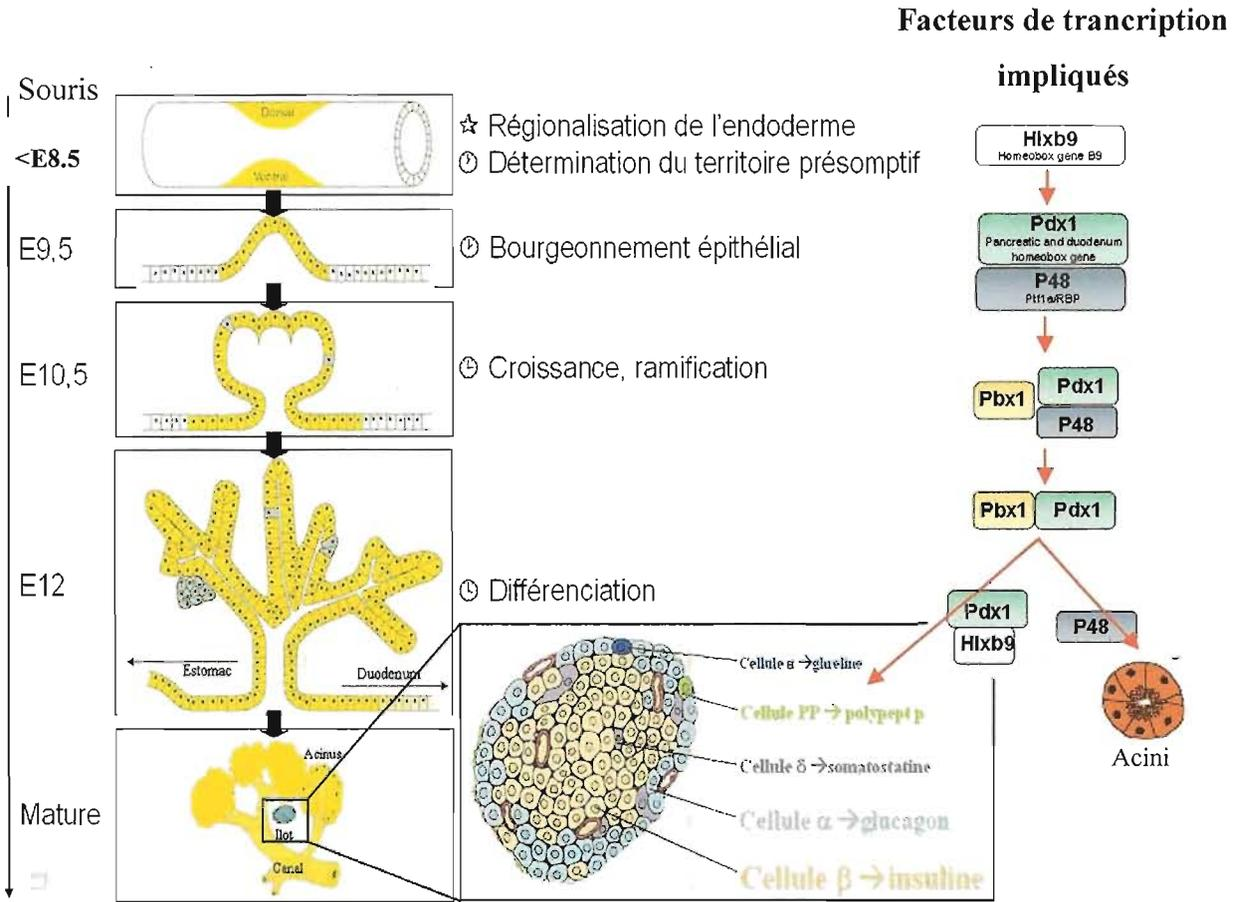 Facteurs de trancription
impliqués
Souris
<E8.5
Dorsal
Ventral
☆ Régionalisation de l'endoderme
Détermination du territoire présomptif
Hlxb9
Homeobox gene B9
E9,5
Bourgeonnement épithélial
Pdx1
Pancreatic and duodenum
homeobox gene
P48
Ptf1a/RBP
E10,5
Croissance, ramification
Pbx1
Pdx1
P48
Pbx1
Pdx1
E12
Différenciation
Estomac
Duodenum
Pdx1
Hlxb9
P48
Acini
Mature
Acinus
Ilot
Canal
Cellule ε →
Cellule PP → polypept p
Cellule δ →somatostatine
Cellule α →glucagon
Cellule β → insuline